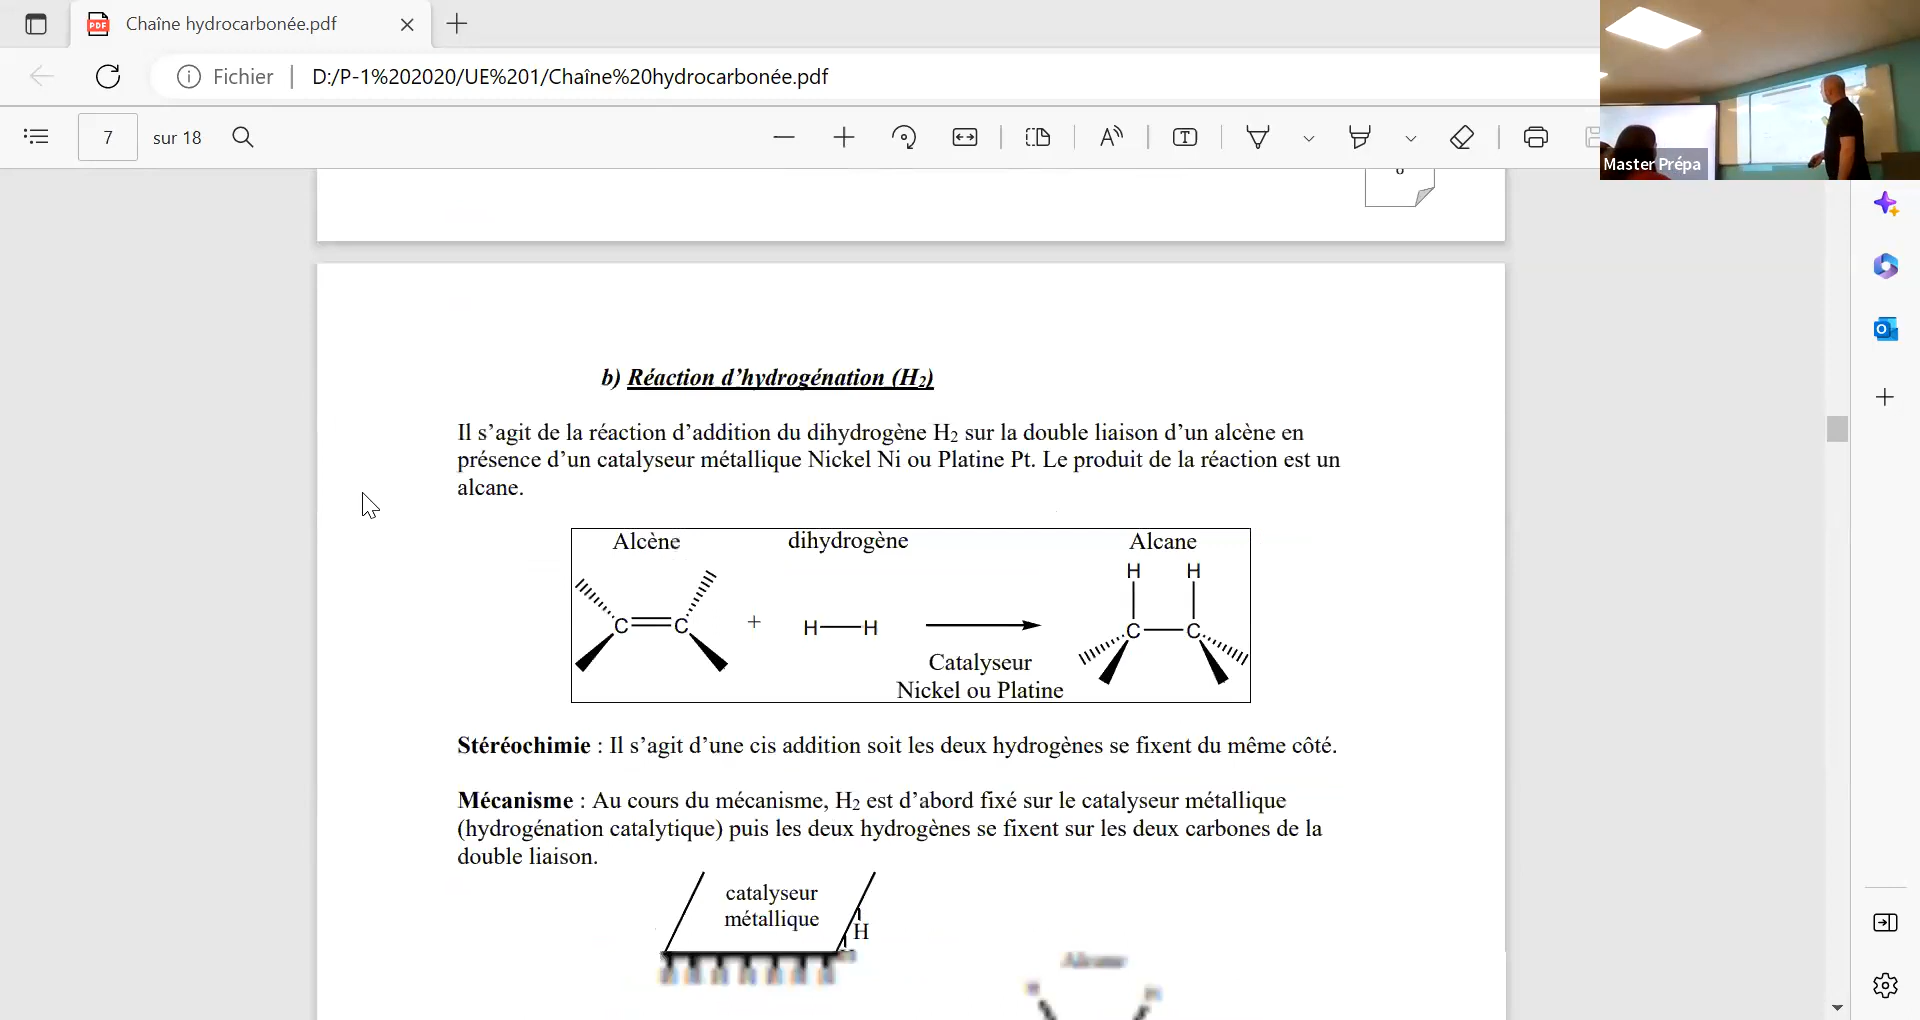 Chaîne hydrocarbonée.pdf
Fichier
D:/P-1%202020/UE%201/Chaîne%20hydrocarbonée.pdf
7 sur 18
Master Prépa
b) Réaction d'hydrogénation (H₂)
Il s'agit de la réaction d'addition du dihydrogène H₂ sur la double liaison d'un alcène en
présence d'un catalyseur métallique Nickel Ni ou Platine Pt. Le produit de la réaction est un
alcane.
Alcène dihydrogène Alcane
H H
C C + H H C C
Catalyseur
Nickel ou Platine
Stéréochimie : Il s'agit d'une cis addition soit les deux hydrogènes se fixent du même côté.
Mécanisme : Au cours du mécanisme, H₂ est d'abord fixé sur le catalyseur métallique
(hydrogénation catalytique) puis les deux hydrogènes se fixent sur les deux carbones de la
double liaison.
catalyseur
métallique
H